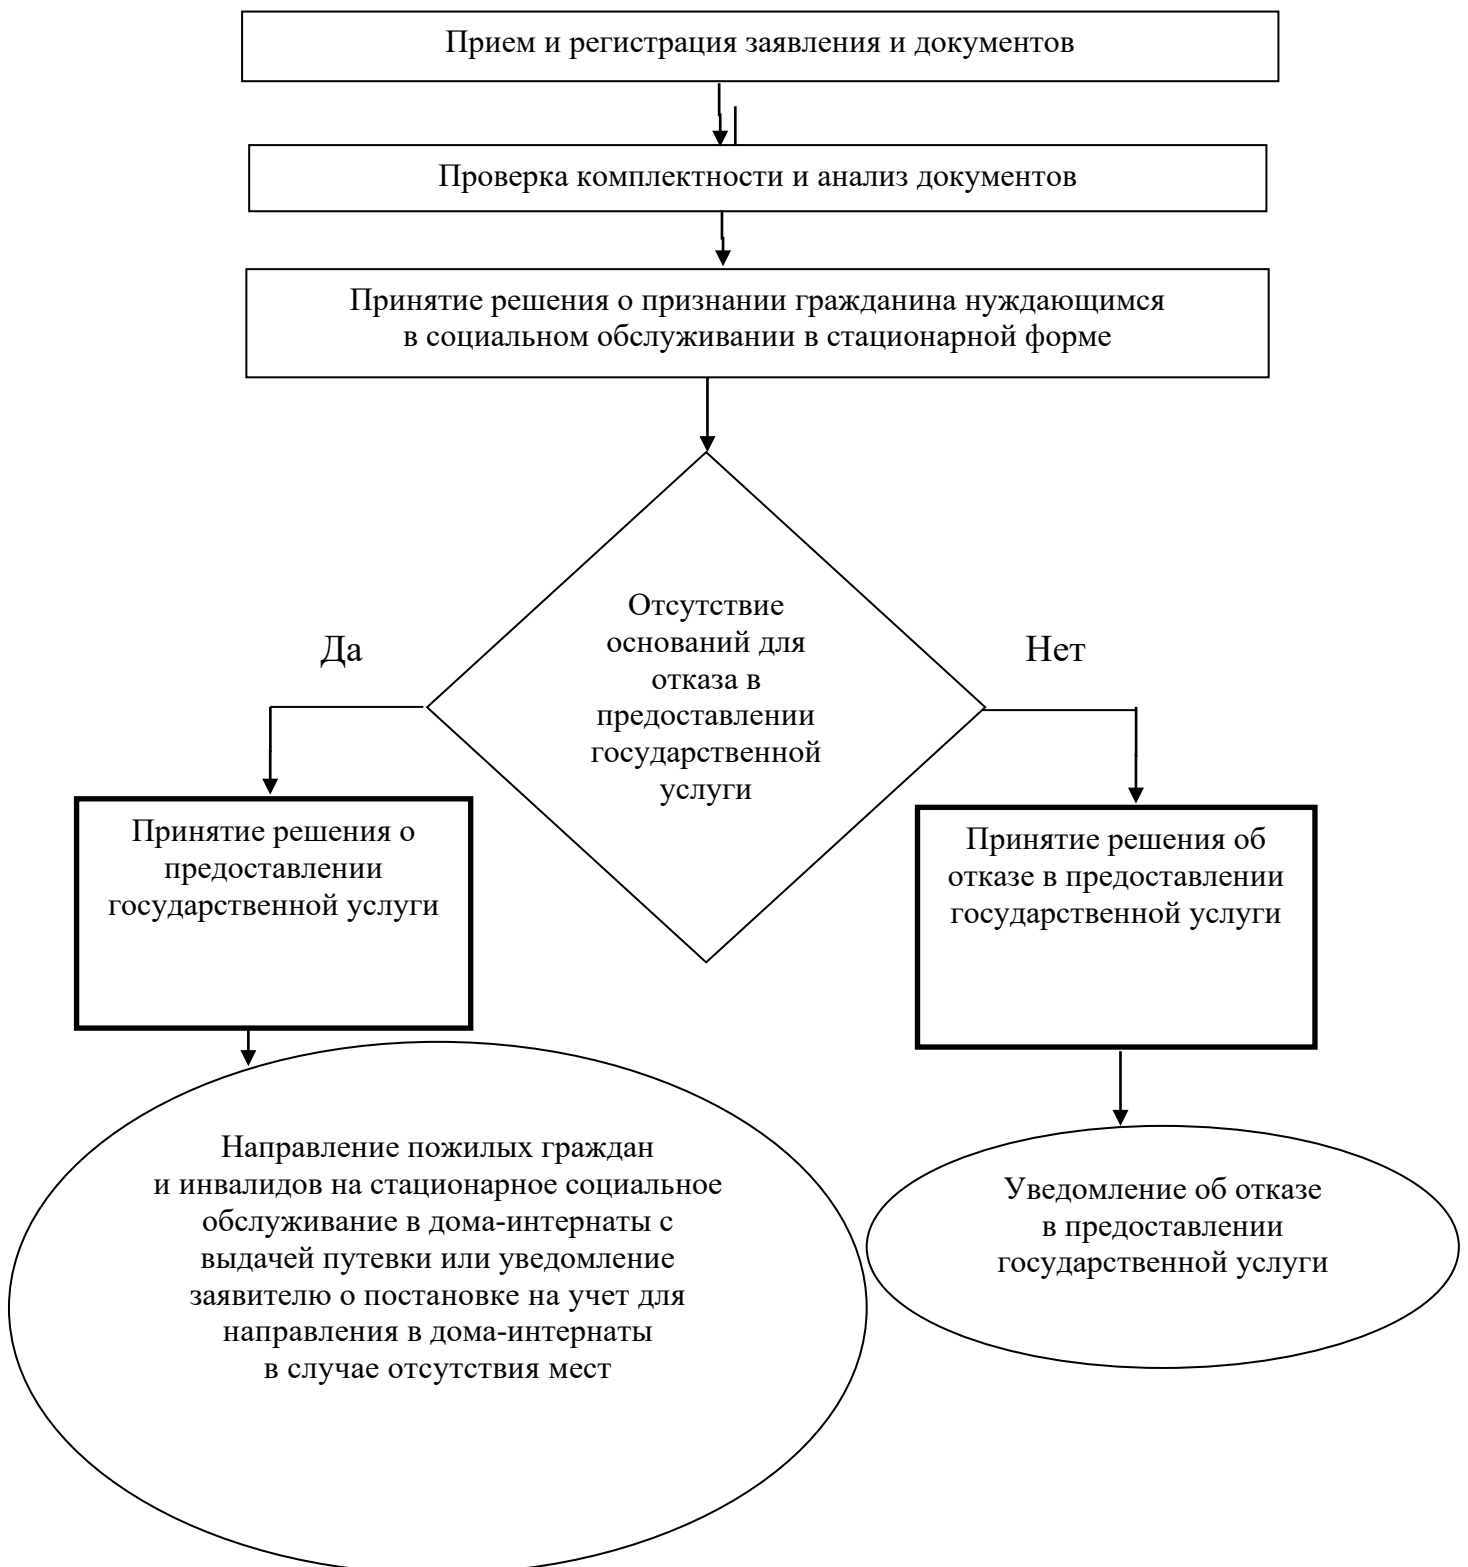 Прием и регистрация заявления и документов
Проверка комплектности и анализ документов
Принятие решения о признании гражданина нуждающимся
в социальном обслуживании в стационарной форме
Отсутствие
оснований для
отказа в
предоставлении
государственной
услуги
Да
Нет
Принятие решения о
предоставлении
государственной услуги
Принятие решения об
отказе в предоставлении
государственной услуги
Направление пожилых граждан
и инвалидов на стационарное социальное
обслуживание в дома-интернаты с
выдачей путевки или уведомление
заявителю о постановке на учет для
направления в дома-интернаты
в случае отсутствия мест
Уведомление об отказе
в предоставлении
государственной услуги